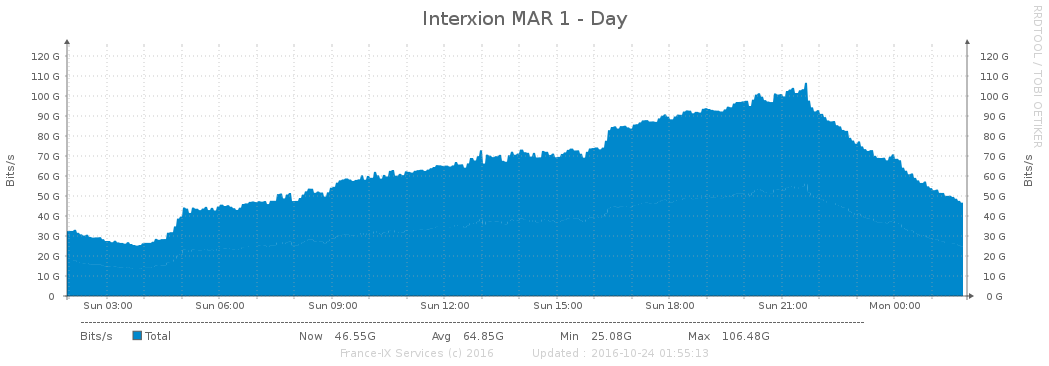 Interxion MAR 1 - Day
RRDTOOL / TOBI OETIKER
Bits/s
120 G 120 G
110 G 110 G
100 G 100 G
90 G 90 G
80 G 80 G
70 G 70 G
60 G 60 G
50 G 50 G
40 G 40 G
30 G 30 G
20 G 20 G
10 G 10 G
0 0 G
Bits/s
Sun 03:00 Sun 06:00 Sun 09:00 Sun 12:00 Sun 15:00 Sun 18:00 Sun 21:00 Mon 00:00
Bits/s Total Now 46.55G Avg 64.85G Min 25.08G Max 106.48G
France-IX Services (c) 2016 Updated : 2016-10-24 01:55:13